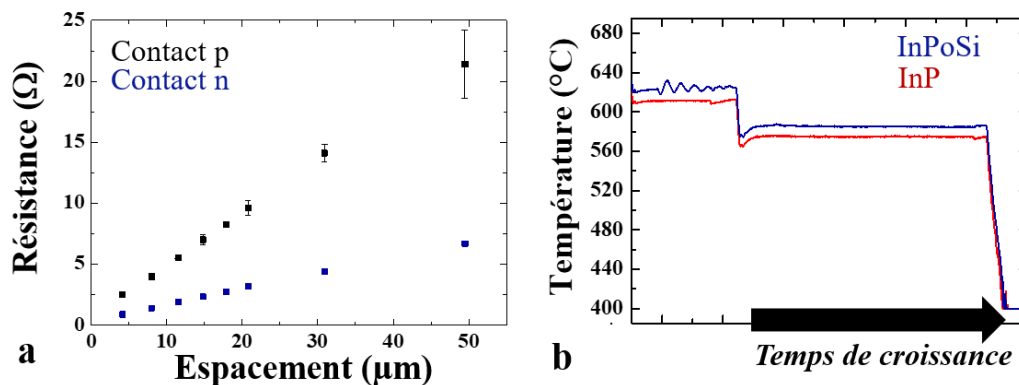 25
20
15
10
5
0
Résistance (Ω)
Contact p
Contact n
0 10 20 30 40 50
Espacement (μm)
a
680
640
600
560
520
480
440
400
Température (°C)
InPoSi
InP
Temps de croissance
b